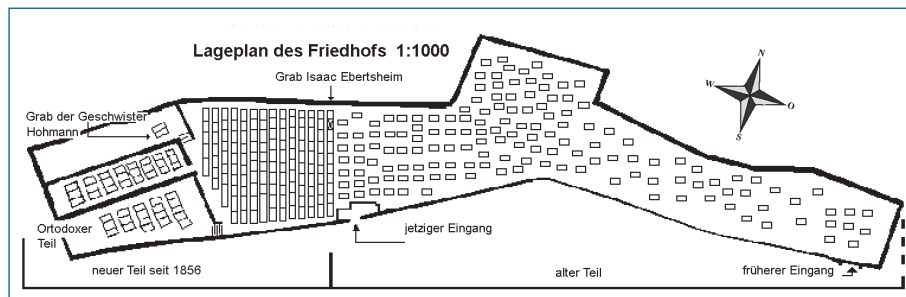 Lageplan des Friedhofs 1:1000
Grab Isaac Ebertsheim
Grab der Geschwister
Hohmann
N
W
O
S
Ortodoxer
Teil
jetziger Eingang
neuer Teil seit 1856
alter Teil
früherer Eingang